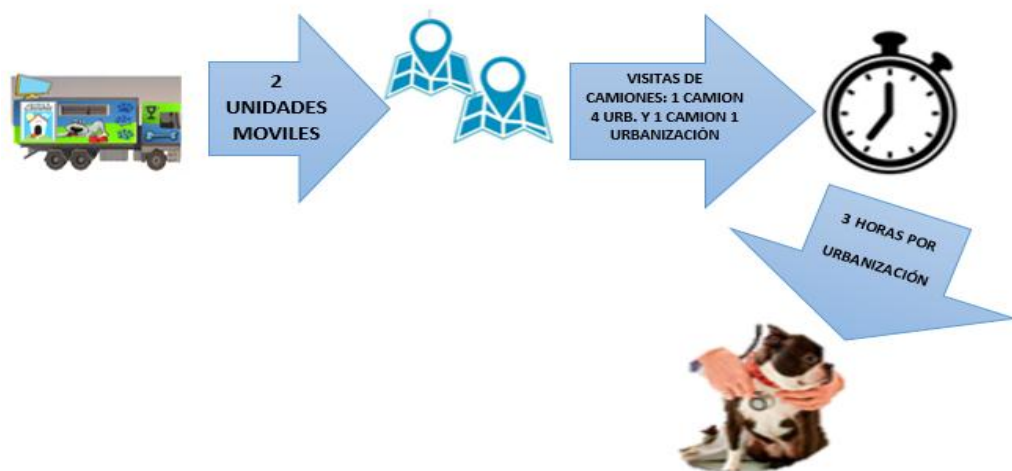 2
UNIDADES
MOVILES
VISITAS DE
CAMIONES: 1 CAMION
4 URB. Y 1 CAMION 1
URBANIZACIÓN
3 HORAS POR
URBANIZACIÓN